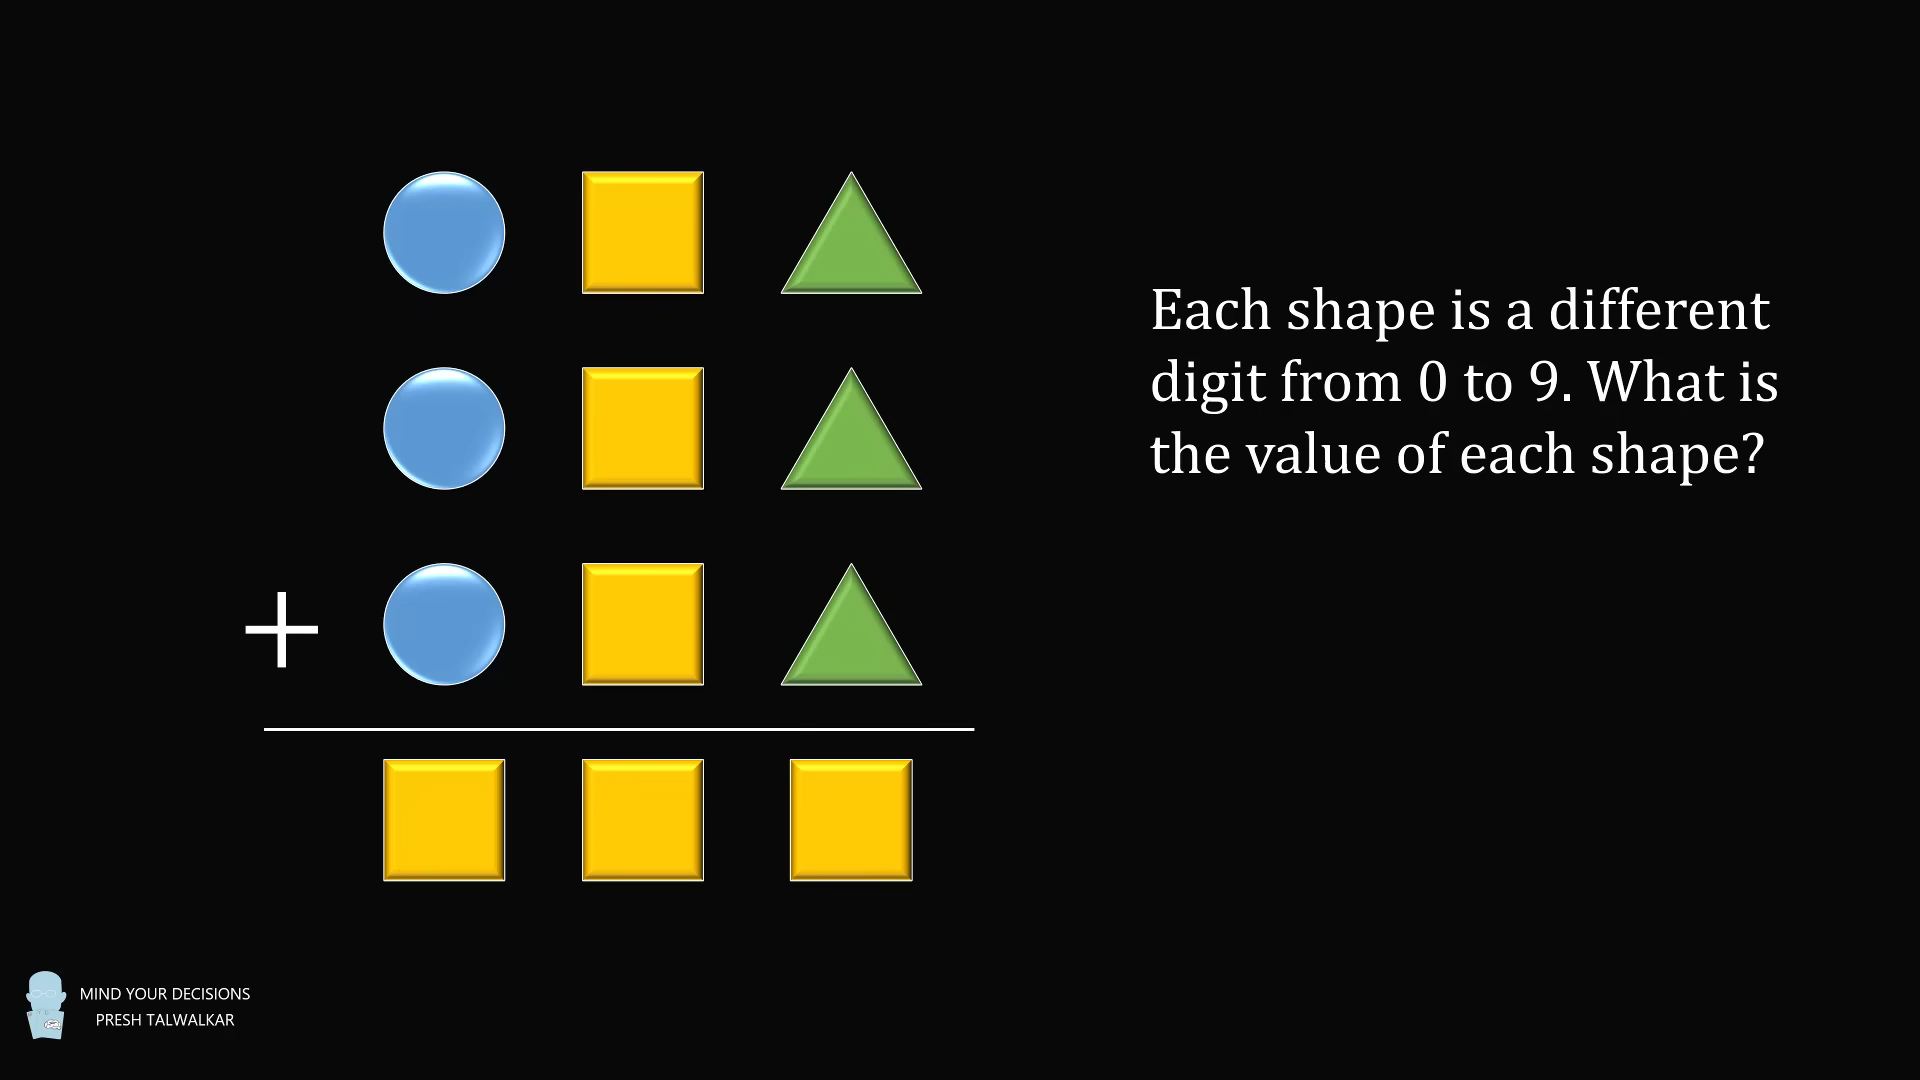 Each shape is a different
digit from 0 to 9. What is
the value of each shape?
+
MIND YOUR DECISIONS
PRESH TALWALKAR